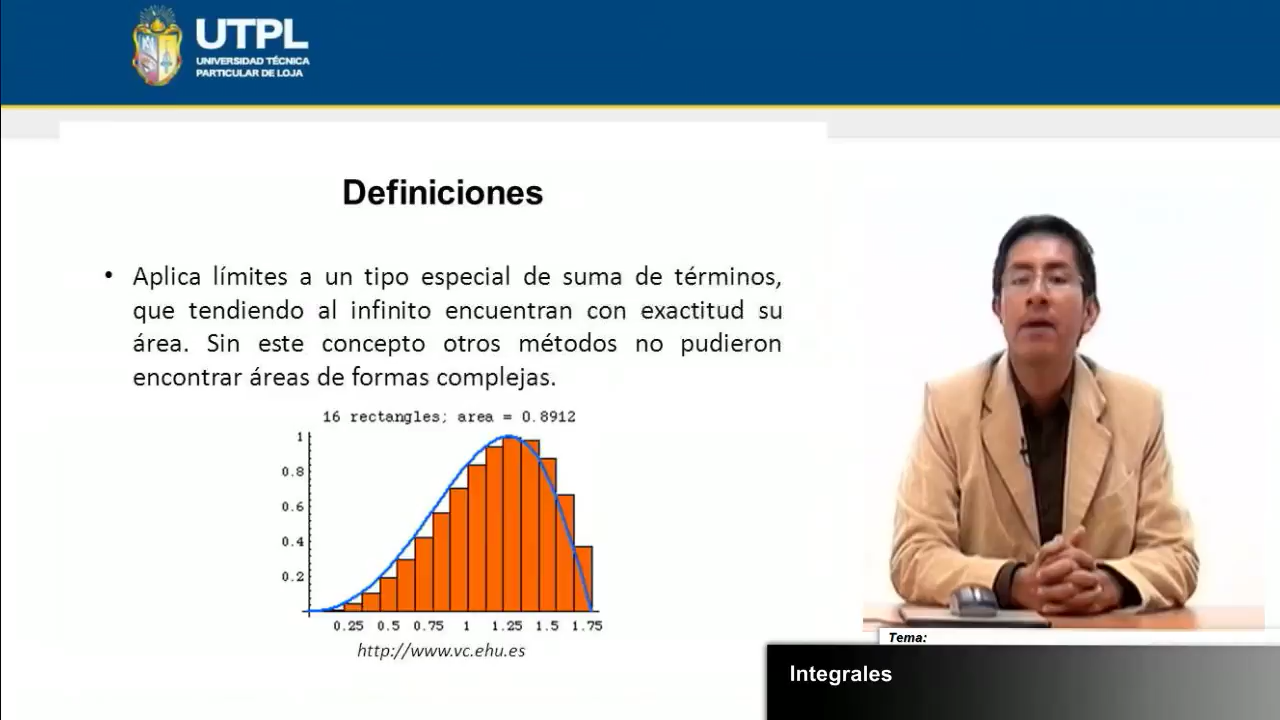 UTPL
UNIVERSIDAD TÉCNICA
PARTICULAR DE LOJA
Definiciones
• Aplica límites a un tipo especial de suma de términos,
que tendiendo al infinito encuentran con exactitud su
área. Sin este concepto otros métodos no pudieron
encontrar áreas de formas complejas.
16 rectangles; area = 0.8912
1
0.8
0.6
0.4
0.2
0.25 0.5 0.75 1 1.25 1.5 1.75
http://www.vc.ehu.es
Tema:
Integrales